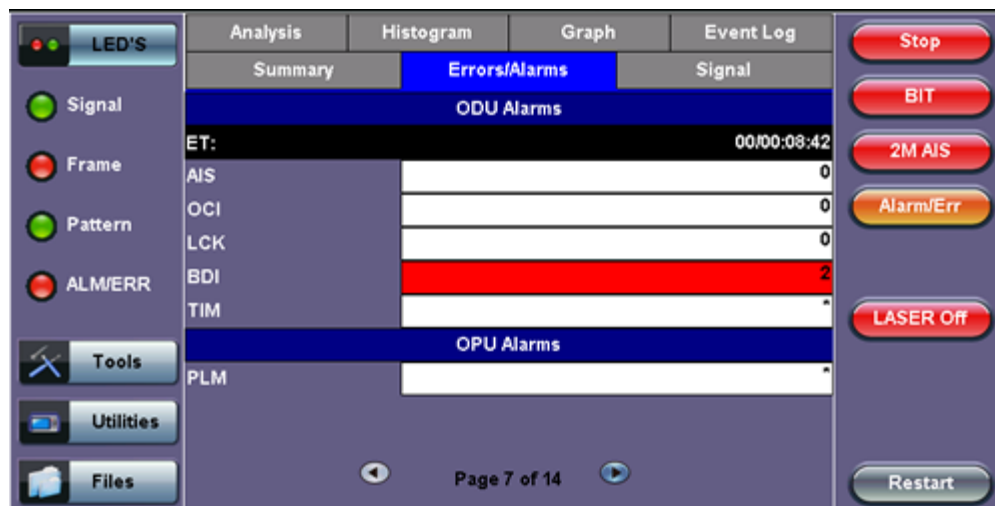 LED'S
Signal
Frame
Pattern
ALM/ERR
Tools
Utilities
Files
Analysis Histogram Graph Event Log
Summary Errors/Alarms Signal
ODU Alarms
ET: 00/00:08:42
AIS 0
OCI 0
LCK 0
BDI 2
TIM *
OPU Alarms
PLM *
Page 7 of 14
Stop
BIT
2M AIS
Alarm/Err
LASER Off
Restart